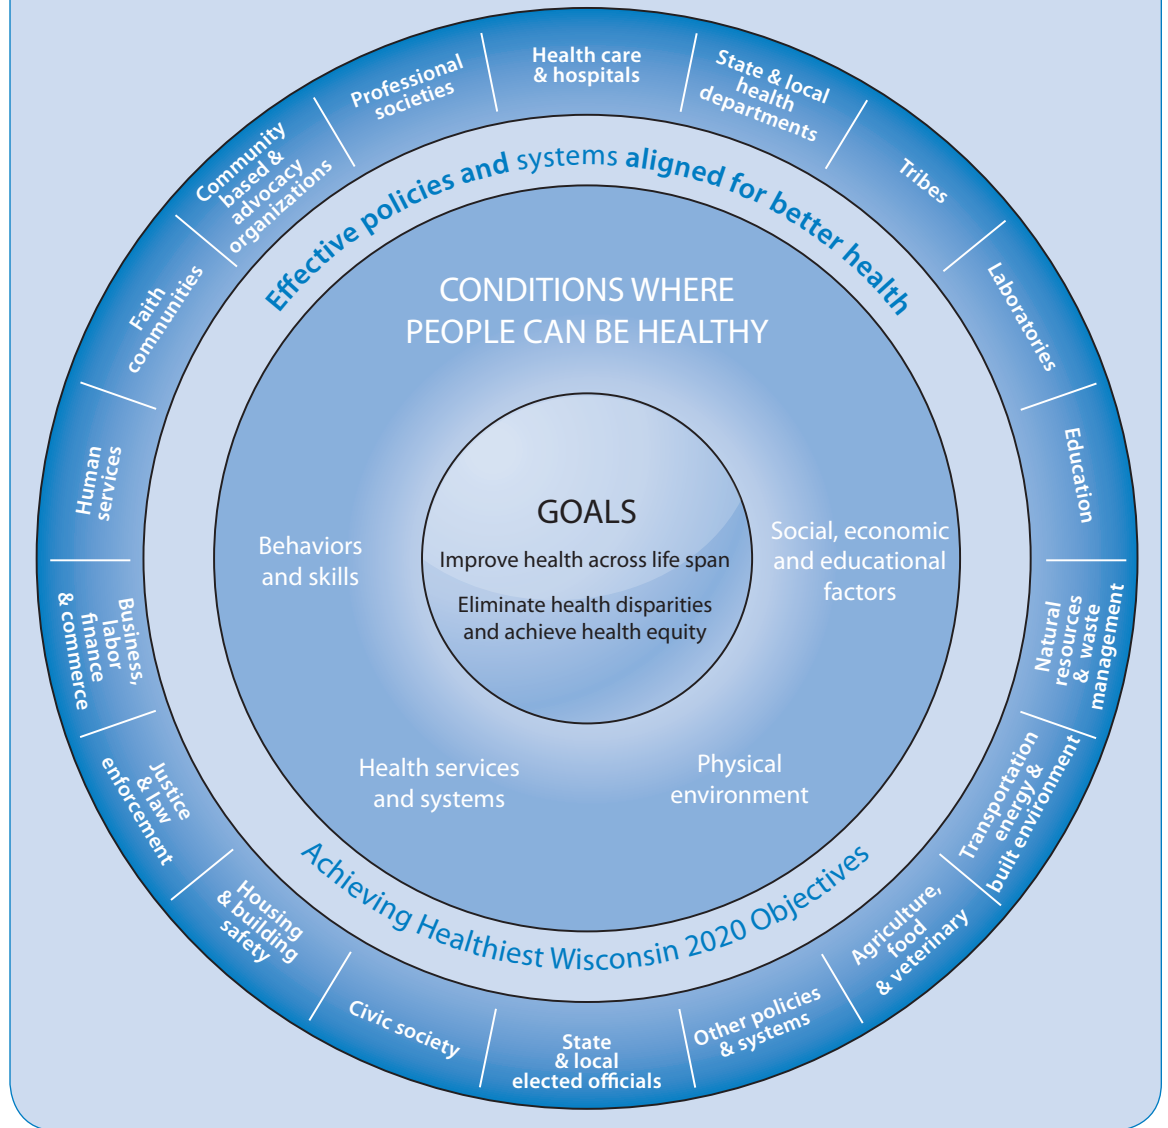 Health care
& hospitals
State & local
health
departments
Tribes
Laboratories
Education
Natural
resources
& waste
management
Transportation
energy &
built environment
Agriculture,
food
& veterinary
Other policies
& systems
State
& local
elected officials
Civic society
Housing
& building
safety
Justice
& law
enforcement
Business,
labor
finance
& commerce
Human
services
Faith
communities
Community
based &
advocacy
organizations
Professional
societies
Effective policies and systems aligned for better health
CONDITIONS WHERE
PEOPLE CAN BE HEALTHY
GOALS
Improve health across life span
Eliminate health disparities
and achieve health equity
Behaviors
and skills
Social, economic
and educational
factors
Health services
and systems
Physical
environment
Achieving Healthiest Wisconsin 2020 Objectives